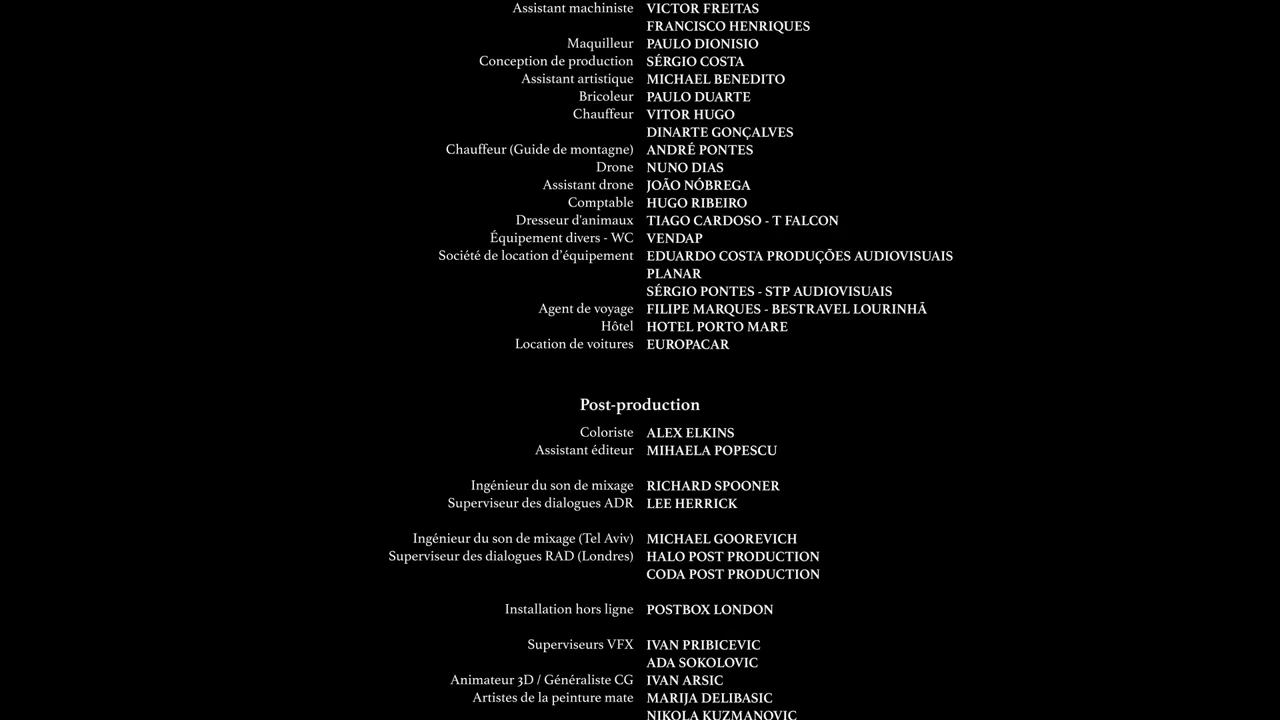 Assistant machiniste VICTOR FREITAS
FRANCISCO HENRIQUES
Maquilleur PAULO DIONISIO
Conception de production SÉRGIO COSTA
Assistant artistique MICHAEL BENEDITO
Bricoleur PAULO DUARTE
Chauffeur VITOR HUGO
DINARTE GONÇALVES
Chauffeur (Guide de montagne) ANDRÉ PONTES
Drone NUNO DIAS
Assistant drone JOÃO NÓBREGA
Comptable HUGO RIBEIRO
Dresseur d'animaux TIAGO CARDOSO - T FALCON
Équipement divers - WC VENDAP
Société de location d’équipement EDUARDO COSTA PRODUÇÕES AUDIOVISUAIS
PLANAR
SÉRGIO PONTES - STP AUDIOVISUAIS
Agent de voyage FILIPE MARQUES - BESTRAVEL LOURINHÃ
Hôtel HOTEL PORTO MARE
Location de voitures EUROPACAR
Post-production
Coloriste ALEX ELKINS
Assistant éditeur MIHAELA POPESCU
Ingénieur du son de mixage RICHARD SPOONER
Superviseur des dialogues ADR LEE HERRICK
Ingénieur du son de mixage (Tel Aviv) MICHAEL GOOREVICH
Superviseur des dialogues RAD (Londres) HALO POST PRODUCTION
CODA POST PRODUCTION
Installation hors ligne POSTBOX LONDON
Superviseurs VFX IVAN PRIBICEVIC
ADA SOKOLOVIC
Animateur 3D / Généraliste CG IVAN ARSIC
Artistes de la peinture mate MARIJA DELIBASIC
NIKOLA KUZMANOVIC